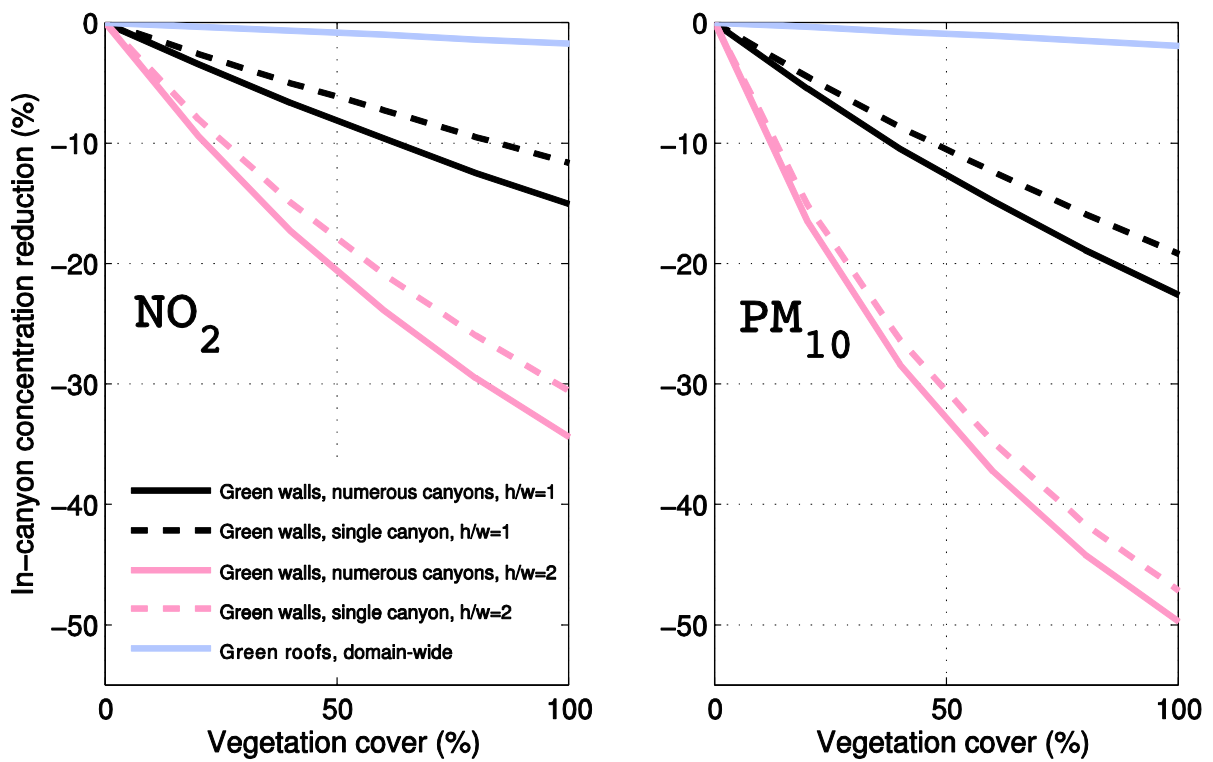 In−canyon concentration reduction (%)
0
−10
−20
−30
−40
−50
NO2
Green walls, numerous canyons, h/w=1
Green walls, single canyon, h/w=1
Green walls, numerous canyons, h/w=2
Green walls, single canyon, h/w=2
Green roofs, domain-wide
0 50 100
Vegetation cover (%)
0
−10
−20
−30
−40
−50
PM10
0 50 100
Vegetation cover (%)